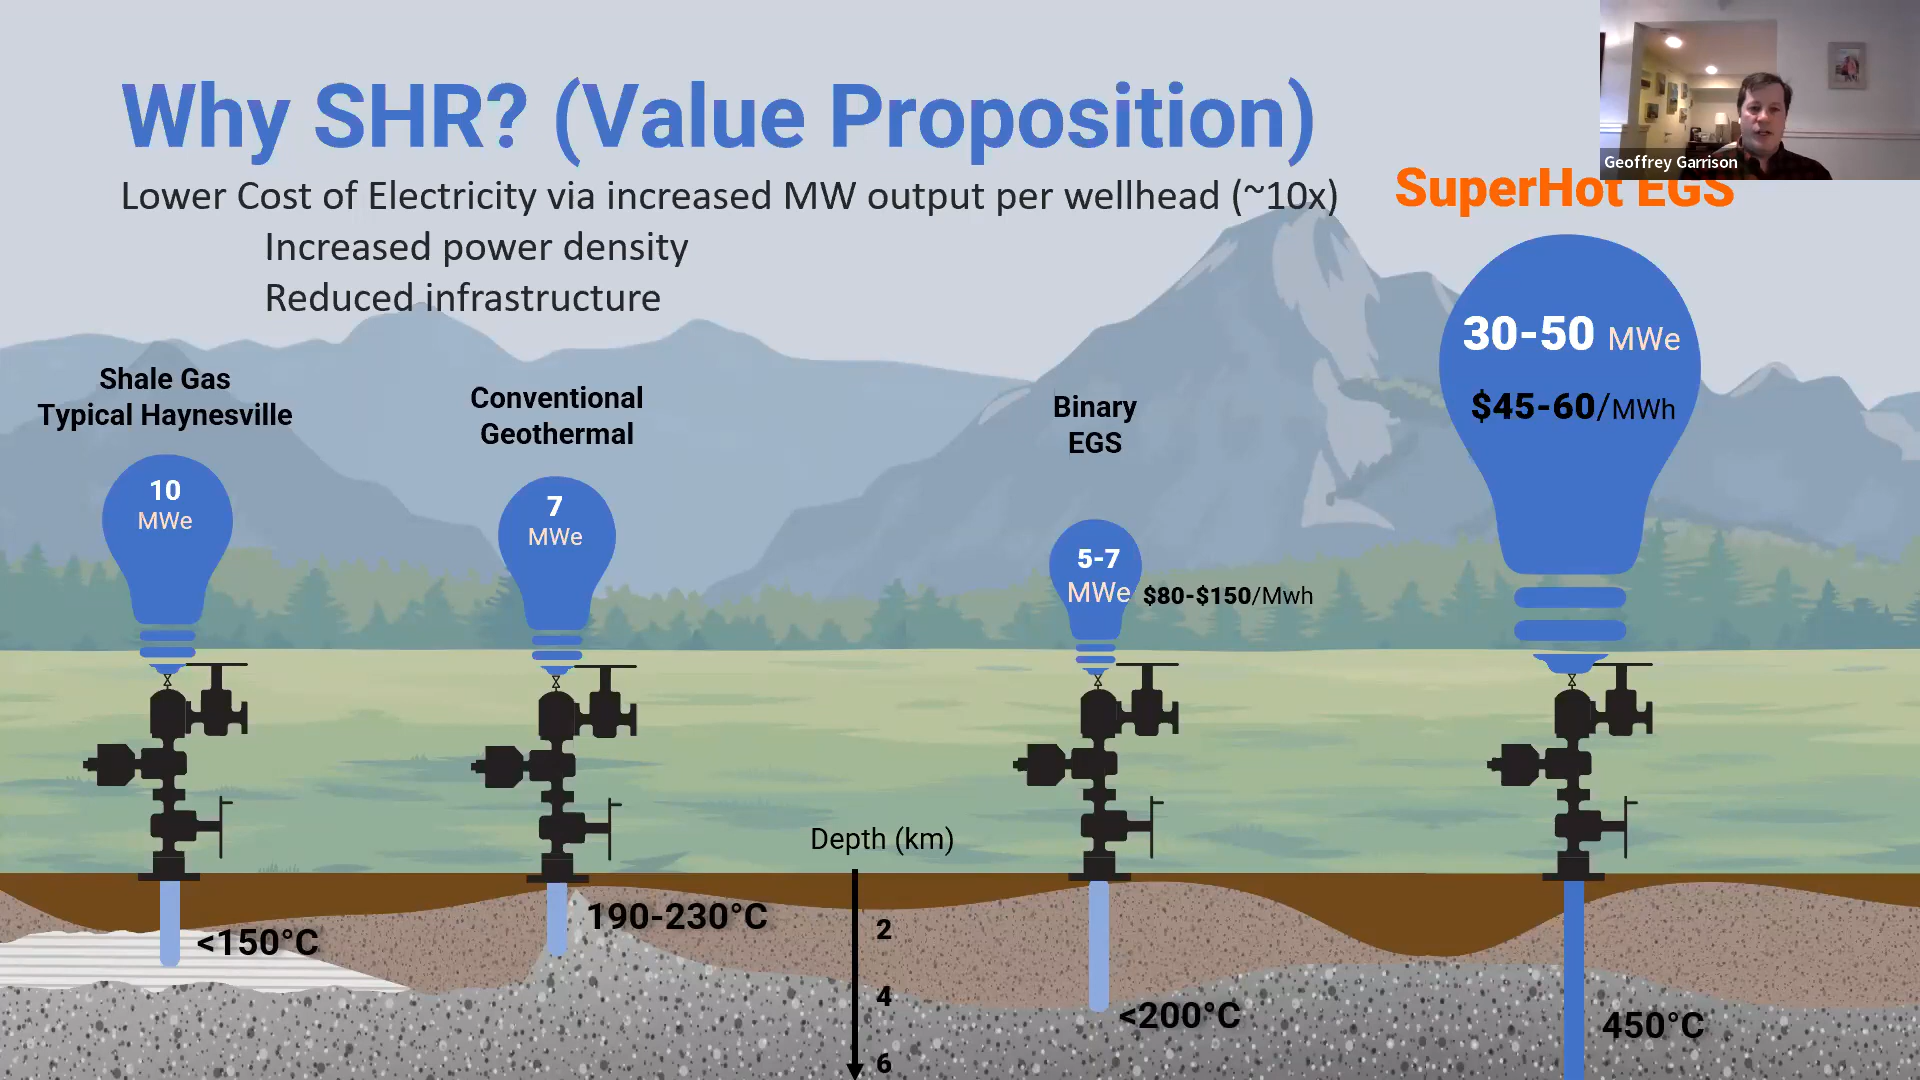 Why SHR? (Value Proposition)
Lower Cost of Electricity via increased MW output per wellhead (~10x)
Increased power density
Reduced infrastructure
Geoffrey Garrison
SuperHot EGS
30-50 MWe
$45-60/MWh
Shale Gas
Typical Haynesville
10
MWe
Conventional
Geothermal
7
MWe
Binary
EGS
5-7
MWe
$80-$150/Mwh
Depth (km)
2
4
6
<150°C
190-230°C
<200°C
450°C